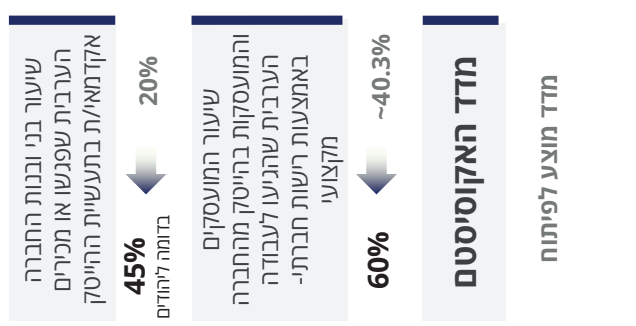 שיעור בני ובנות החברה
הערבית שפגשו או מכירים
אקדמאי/ת בתעשיית ההייטק
20%
45%
בדומה ליהודים
שיעור המועסקים
והמועסקות בהייטק מהחברה
הערבית שהגיעו לעבודה
באמצעות רישות חברתי-
מקצועי
~40.3%
60%
מדד האקוסיסטם
מדד מוצע לפיתוח